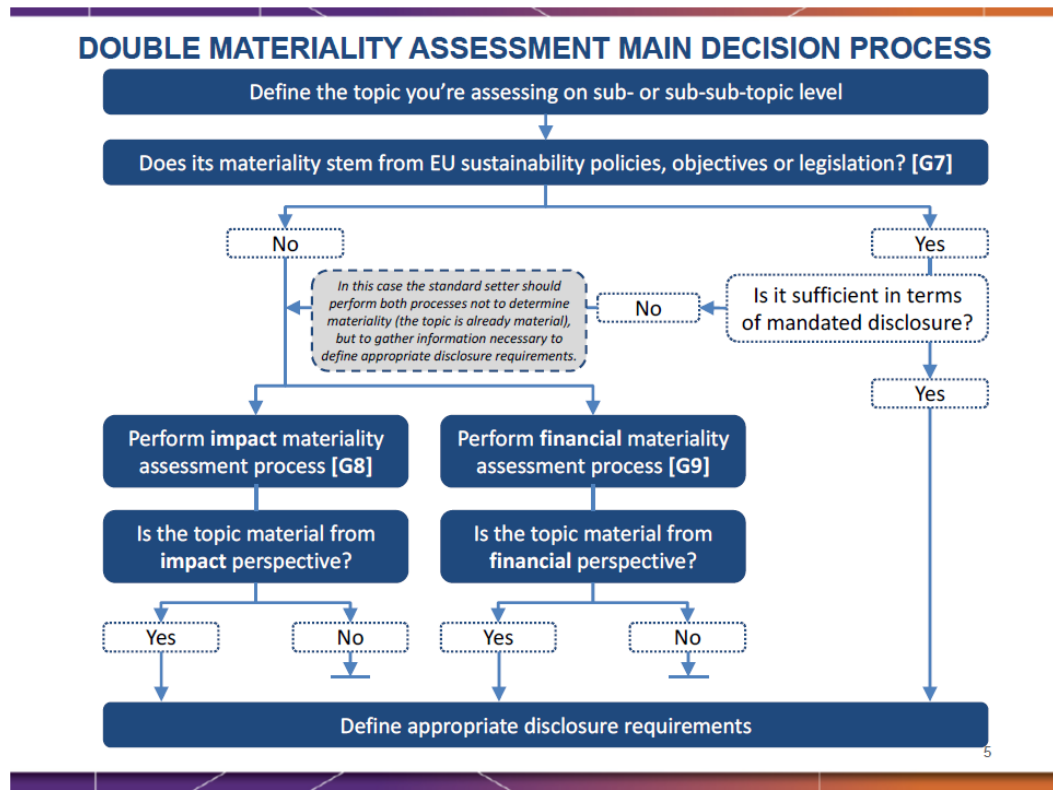 DOUBLE MATERIALITY ASSESSMENT MAIN DECISION PROCESS
Define the topic you're assessing on sub- or sub-sub-topic level
Does its materiality stem from EU sustainability policies, objectives or legislation? [G7]
No
Yes
In this case the standard setter should
perform both processes not to determine
materiality (the topic is already material),
but to gather information necessary to
define appropriate disclosure requirements.
No
Is it sufficient in terms
of mandated disclosure?
Yes
Perform impact materiality
assessment process [G8]
Perform financial materiality
assessment process [G9]
Is the topic material from
impact perspective?
Is the topic material from
financial perspective?
Yes
No
Yes
No
Define appropriate disclosure requirements
5